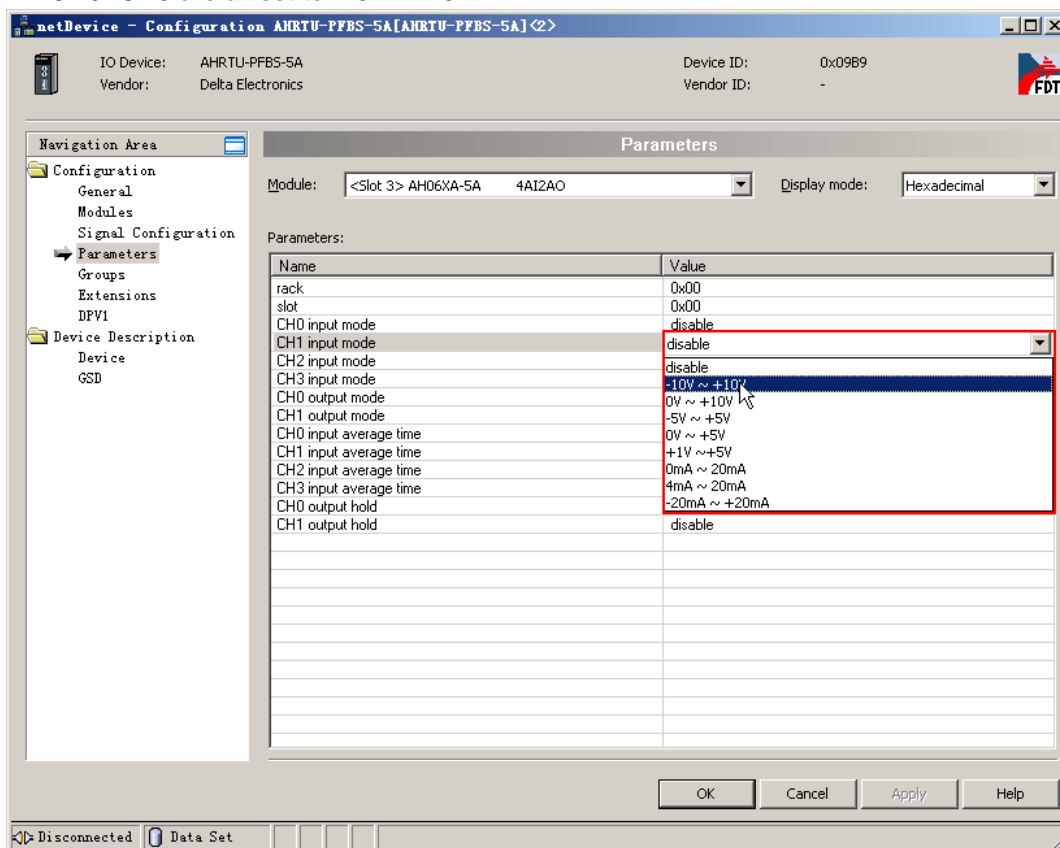 netDevice - Configuration AHRTU-PFBS-5A[AHRTU-PFBS-5A]<2>
IO Device: AHRTU-PFBS-5A Device ID: 0x09B9
Vendor: Delta Electronics Vendor ID: -
FDT
Navigation Area
Configuration
General
Modules
Signal Configuration
Parameters
Groups
Extensions
DPV1
Device Description
Device
GSD
Parameters
Module: <Slot 3> AH06XA-5A 4AI2AO Display mode: Hexadecimal
Parameters:
Name Value
rack 0x00
slot 0x00
CH0 input mode disable
CH1 input mode disable
CH2 input mode
CH3 input mode
CH0 output mode
CH1 output mode
CH0 input average time
CH1 input average time
CH2 input average time
CH3 input average time
CH0 output hold
CH1 output hold disable
disable
-10V ~ +10V
0V ~ +10V
-5V ~ +5V
0V ~ +5V
+1V ~+5V
0mA ~ 20mA
4mA ~ 20mA
-20mA ~ +20mA
OK Cancel Apply Help
Disconnected Data Set